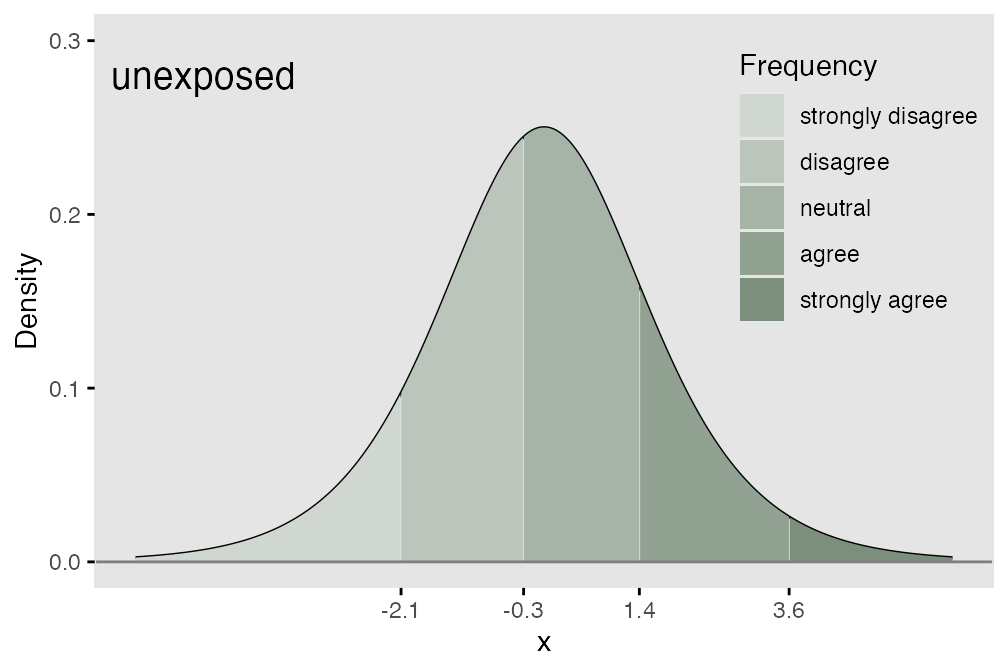 0.3
0.2
0.1
0.0
Density
unexposed
Frequency
strongly disagree
disagree
neutral
agree
strongly agree
-2.1
-0.3
1.4
3.6
x